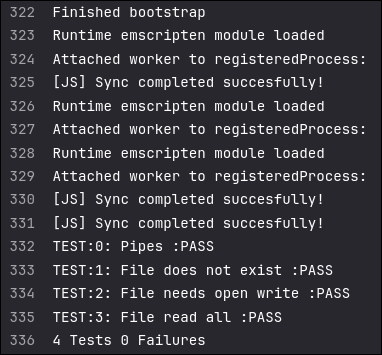 322 Finished bootstrap
323 Runtime emscripten module loaded
324 Attached worker to registeredProcess:
325 [JS] Sync completed succesfully!
326 Runtime emscripten module loaded
327 Attached worker to registeredProcess:
328 Runtime emscripten module loaded
329 Attached worker to registeredProcess:
330 [JS] Sync completed succesfully!
331 [JS] Sync completed succesfully!
332 TEST:0: Pipes :PASS
333 TEST:1: File does not exist :PASS
334 TEST:2: File needs open write :PASS
335 TEST:3: File read all :PASS
336 4 Tests 0 Failures